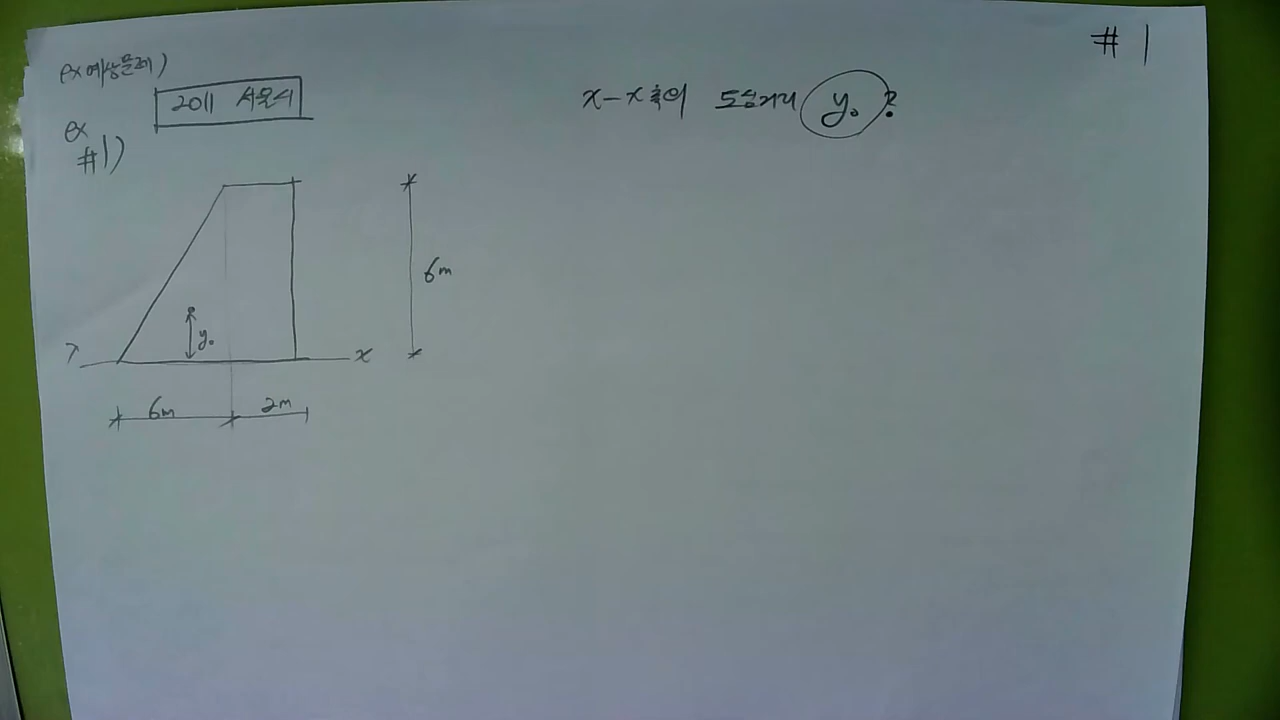 # 1
ex 예상문제)
2011 서울시
x-x축의 도심거리 y₀?
ex
#1)
6m
y₀
x
x
6m
2m